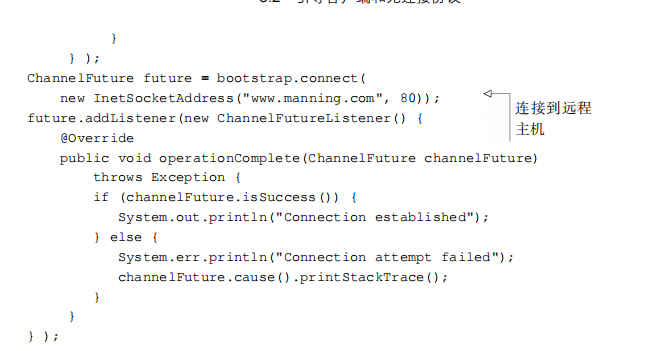 }
      } );
ChannelFuture future = bootstrap.connect(
    new InetSocketAddress("www.manning.com", 80));
连接到远程
主机
future.addListener(new ChannelFutureListener() {
    @Override
    public void operationComplete(ChannelFuture channelFuture)
        throws Exception {
        if (channelFuture.isSuccess()) {
            System.out.println("Connection established");
        } else {
            System.err.println("Connection attempt failed");
            channelFuture.cause().printStackTrace();
        }
    }
} );